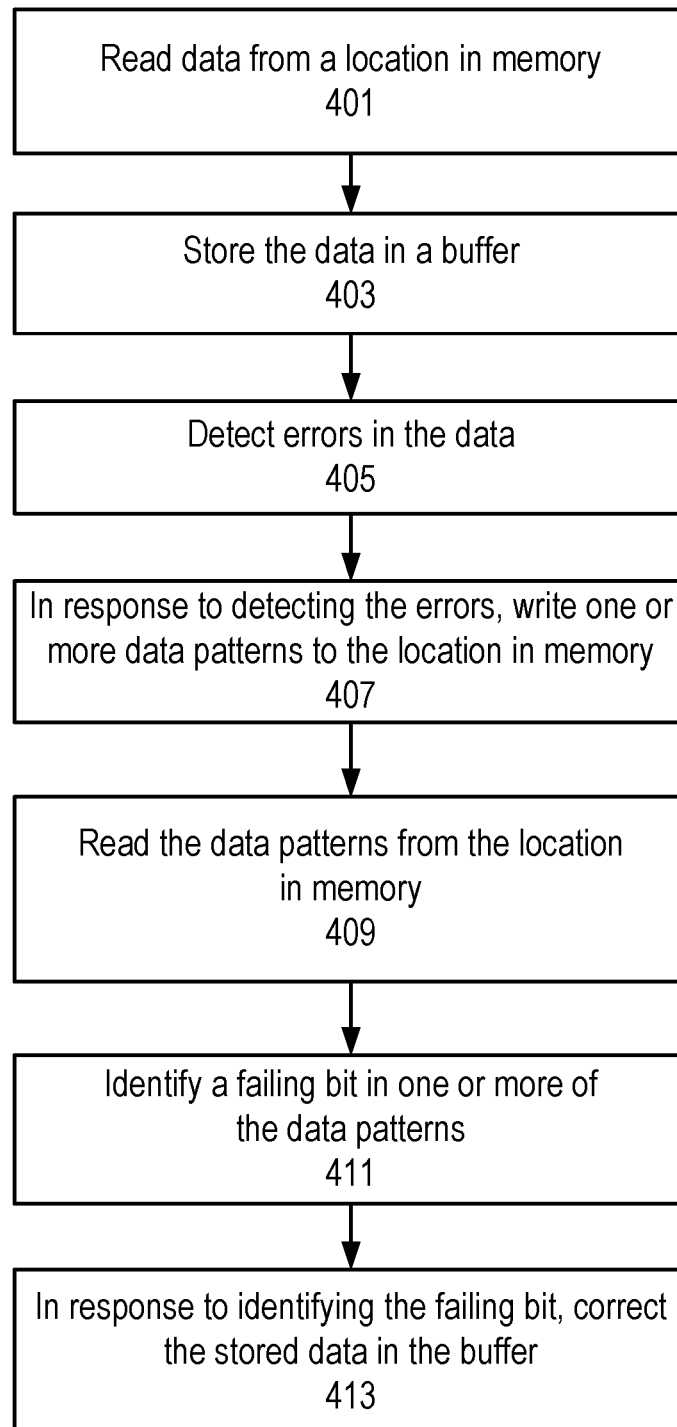 Read data from a location in memory
401
Store the data in a buffer
403
Detect errors in the data
405
In response to detecting the errors, write one or
more data patterns to the location in memory
407
Read the data patterns from the location
in memory
409
Identify a failing bit in one or more of
the data patterns
411
In response to identifying the failing bit, correct
the stored data in the buffer
413